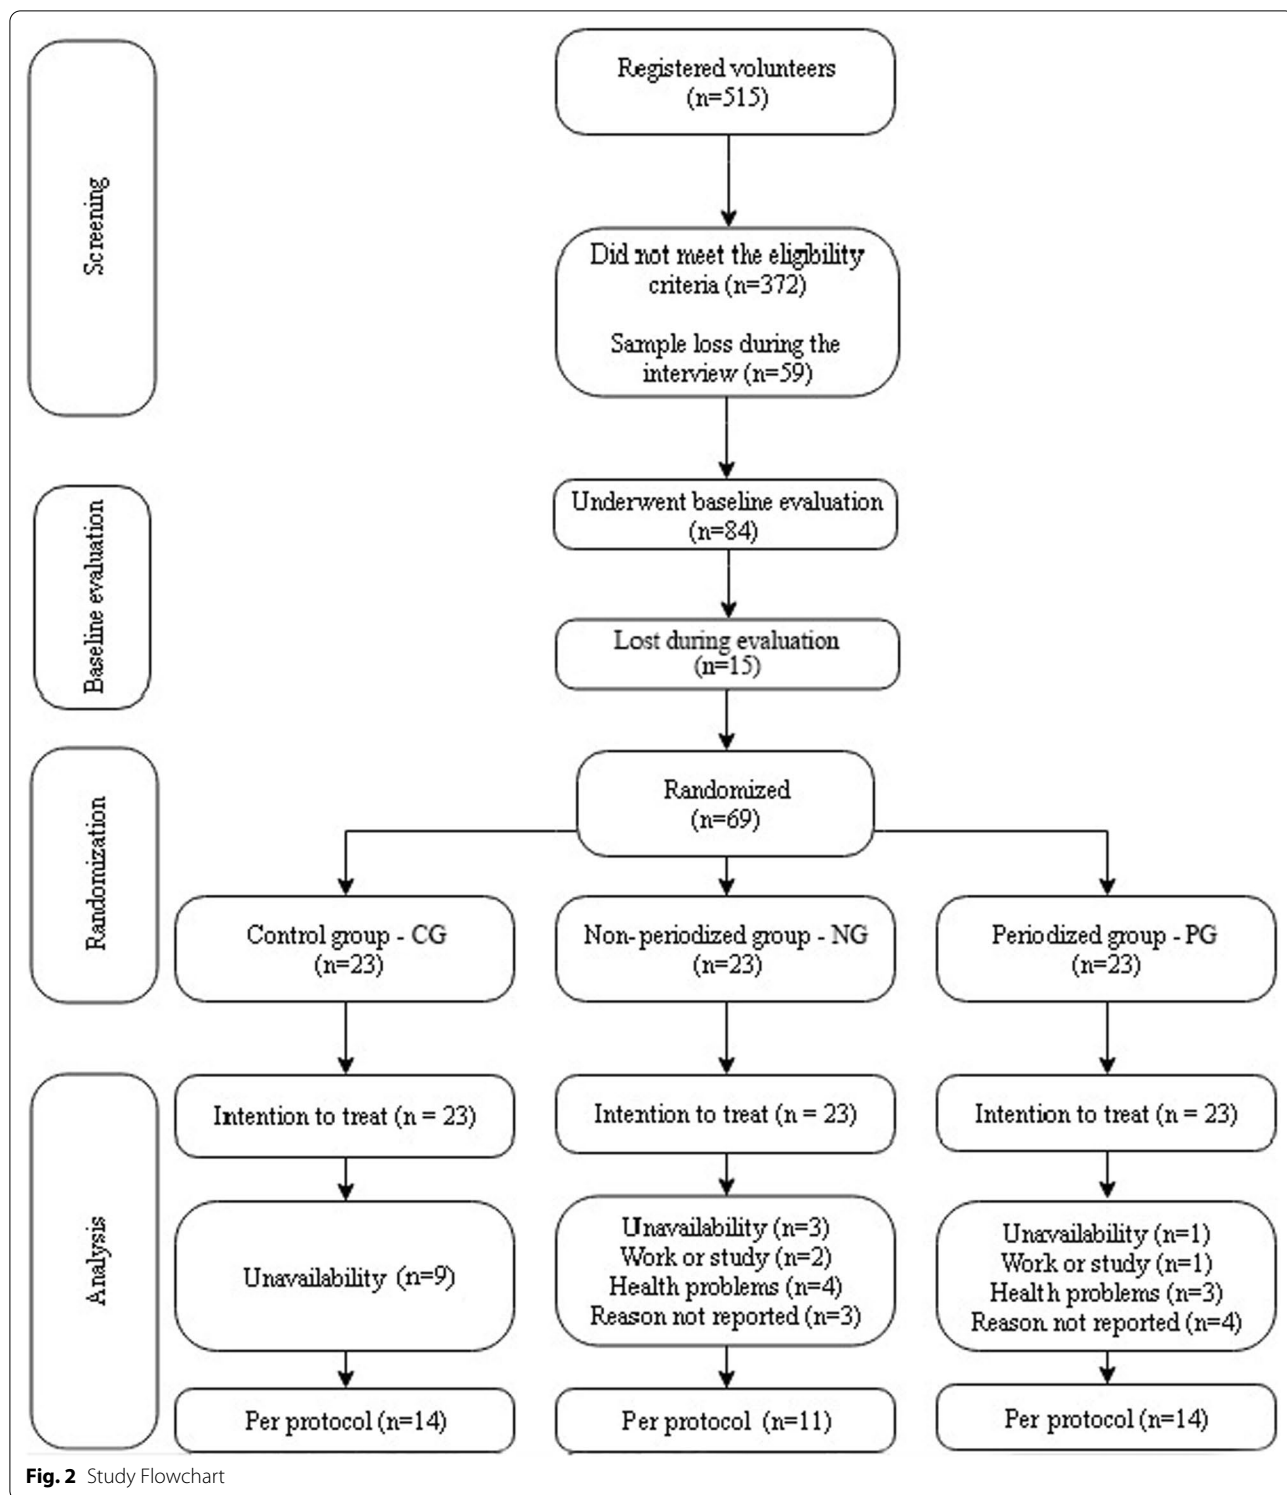 Screening
Registered volunteers
(n=515)
Did not meet the eligibility
criteria (n=372)
Sample loss during the
interview (n=59)
Baseline evaluation
Underwent baseline evaluation
(n=84)
Lost during evaluation
(n=15)
Randomization
Randomized
(n=69)
Control group - CG
(n=23)
Non-periodized group - NG
(n=23)
Periodized group - PG
(n=23)
Analysis
Intention to treat (n = 23)
Intention to treat (n = 23)
Intention to treat (n = 23)
Unavailability (n=9)
Unavailability (n=3)
Work or study (n=2)
Health problems (n=4)
Reason not reported (n=3)
Unavailability (n=1)
Work or study (n=1)
Health problems (n=3)
Reason not reported (n=4)
Per protocol (n=14)
Per protocol (n=11)
Per protocol (n=14)
Fig. 2 Study Flowchart